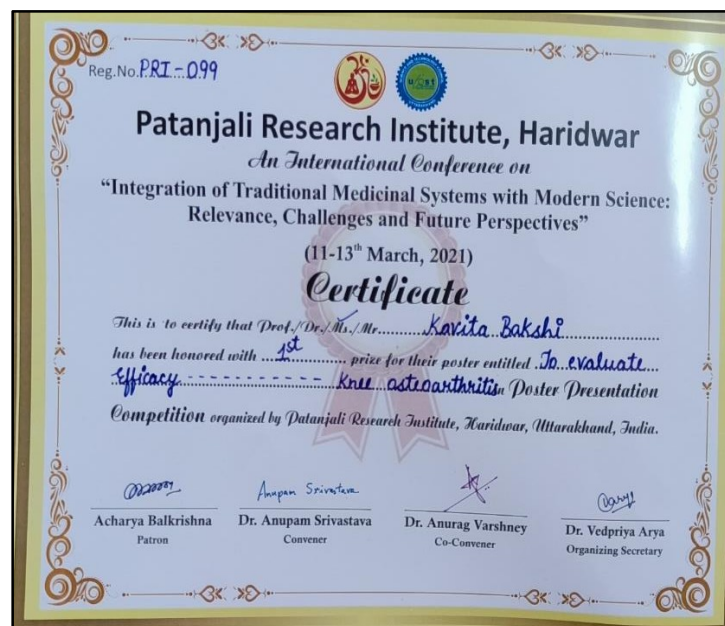 Reg.No.PRI-099
Patanjali Research Institute, Haridwar
An International Conference on
“Integration of Traditional Medicinal Systems with Modern Science:
Relevance, Challenges and Future Perspectives”
(11-13th March, 2021)
Certificate
This is to certify that Prof./Dr./Ms./Mr. Kavita Bakshi
has been honored with 1st prize for their poster entitled To evaluate
Efficacy ------------ Knee osteoarthritis in Poster Presentation
Competition organized by Patanjali Research Institute, Haridwar, Uttarakhand, India.
Anupam Srivastava
Acharya Balkrishna
Patron
Dr. Anupam Srivastava
Convener
Dr. Anurag Varshney
Co-Convener
Dr. Vedpriya Arya
Organizing Secretary